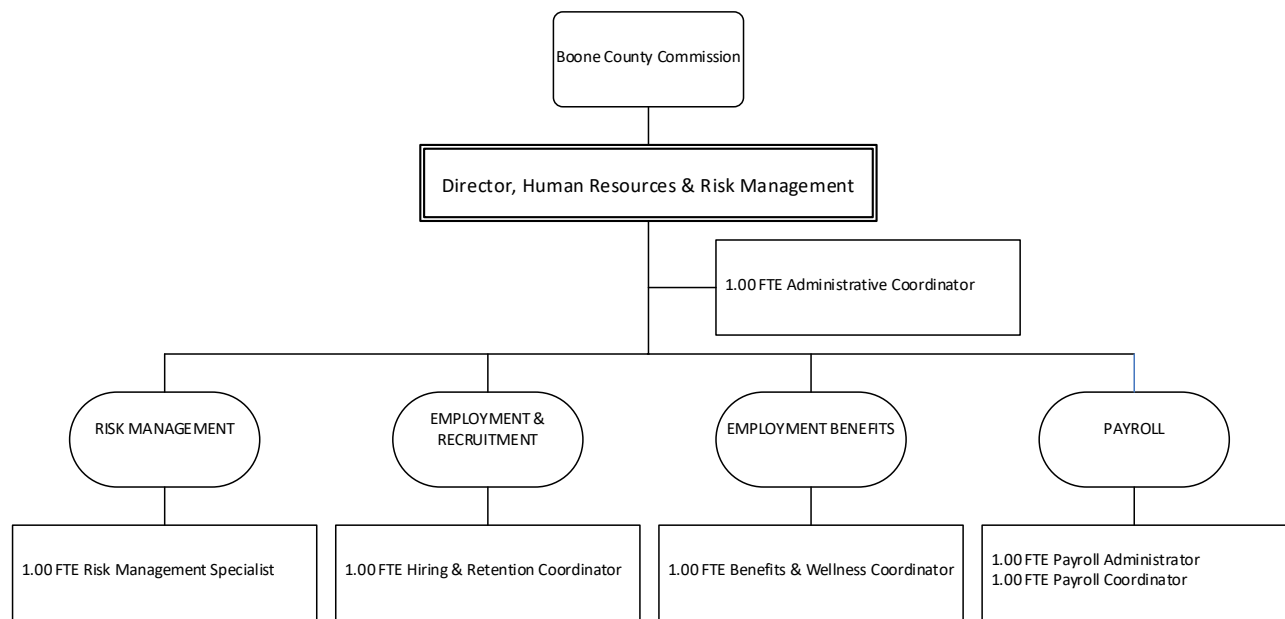 Boone County Commission
Director, Human Resources & Risk Management
1.00 FTE Administrative Coordinator
RISK MANAGEMENT
EMPLOYMENT &
RECRUITMENT
EMPLOYMENT BENEFITS
PAYROLL
1.00 FTE Risk Management Specialist
1.00 FTE Hiring & Retention Coordinator
1.00 FTE Benefits & Wellness Coordinator
1.00 FTE Payroll Administrator
1.00 FTE Payroll Coordinator